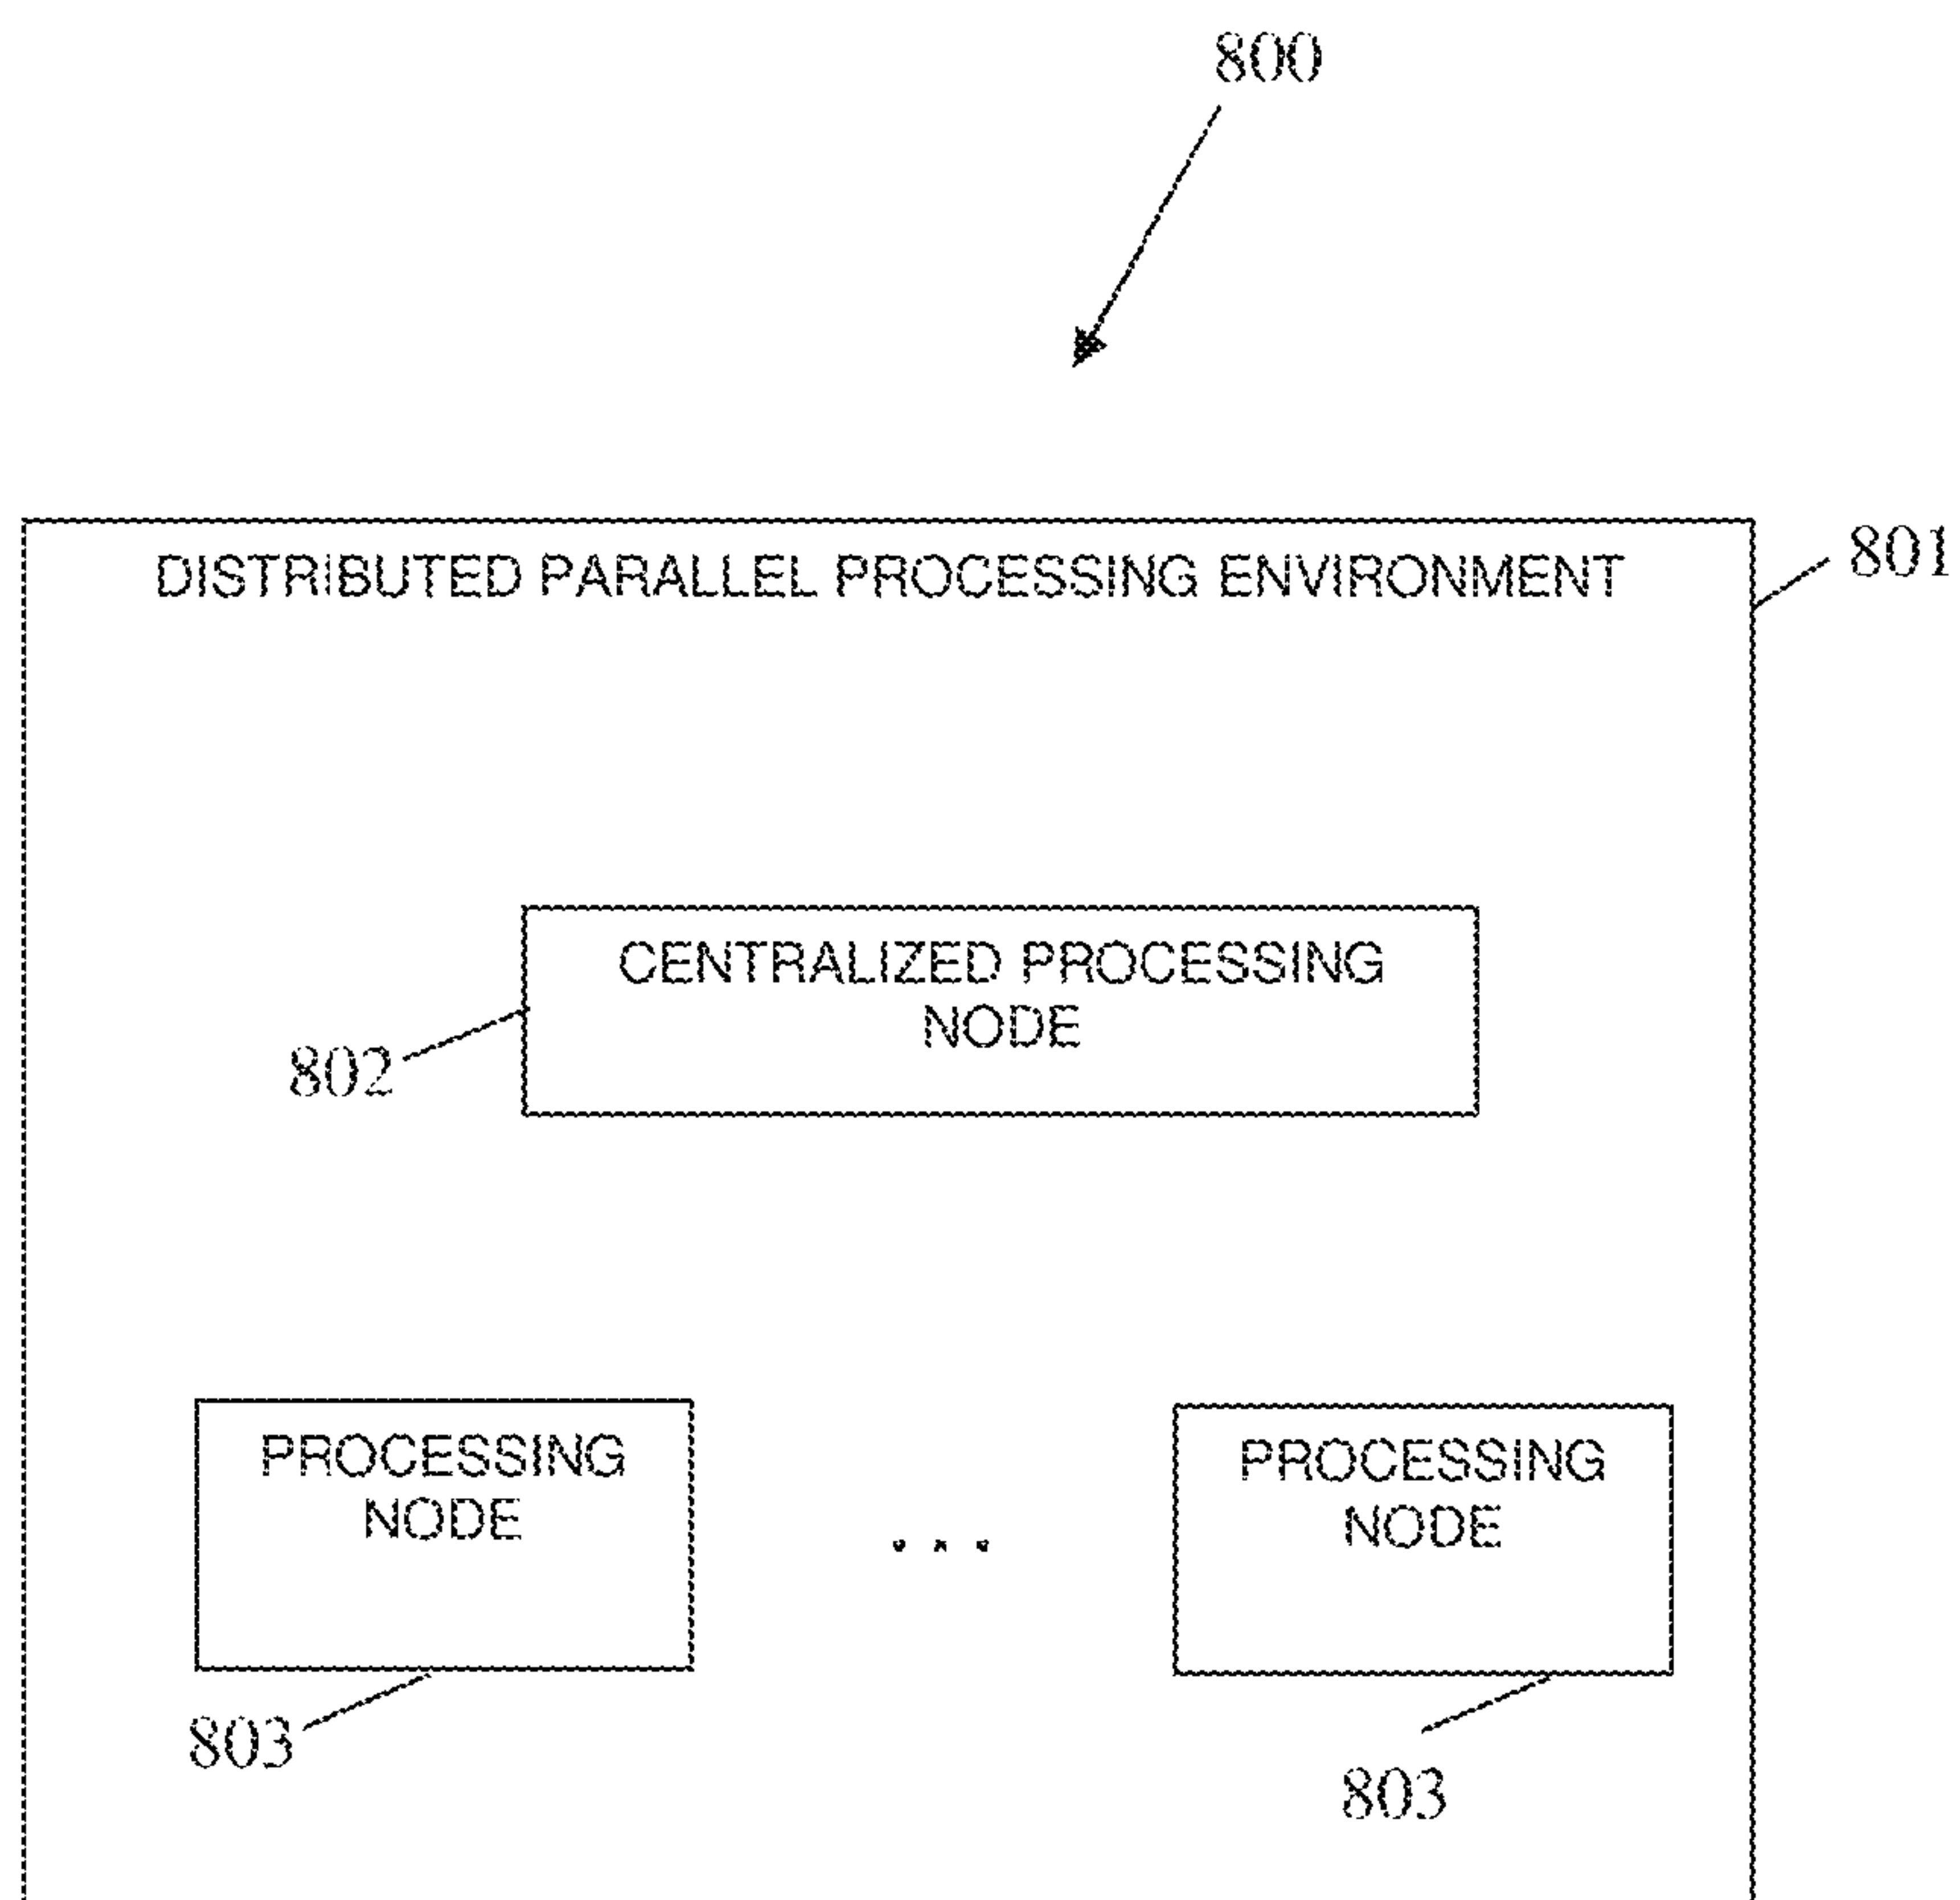 800
DISTRIBUTED PARALLEL PROCESSING ENVIRONMENT
801
CENTRALIZED PROCESSING
NODE
802
PROCESSING
NODE
...
PROCESSING
NODE
803
803